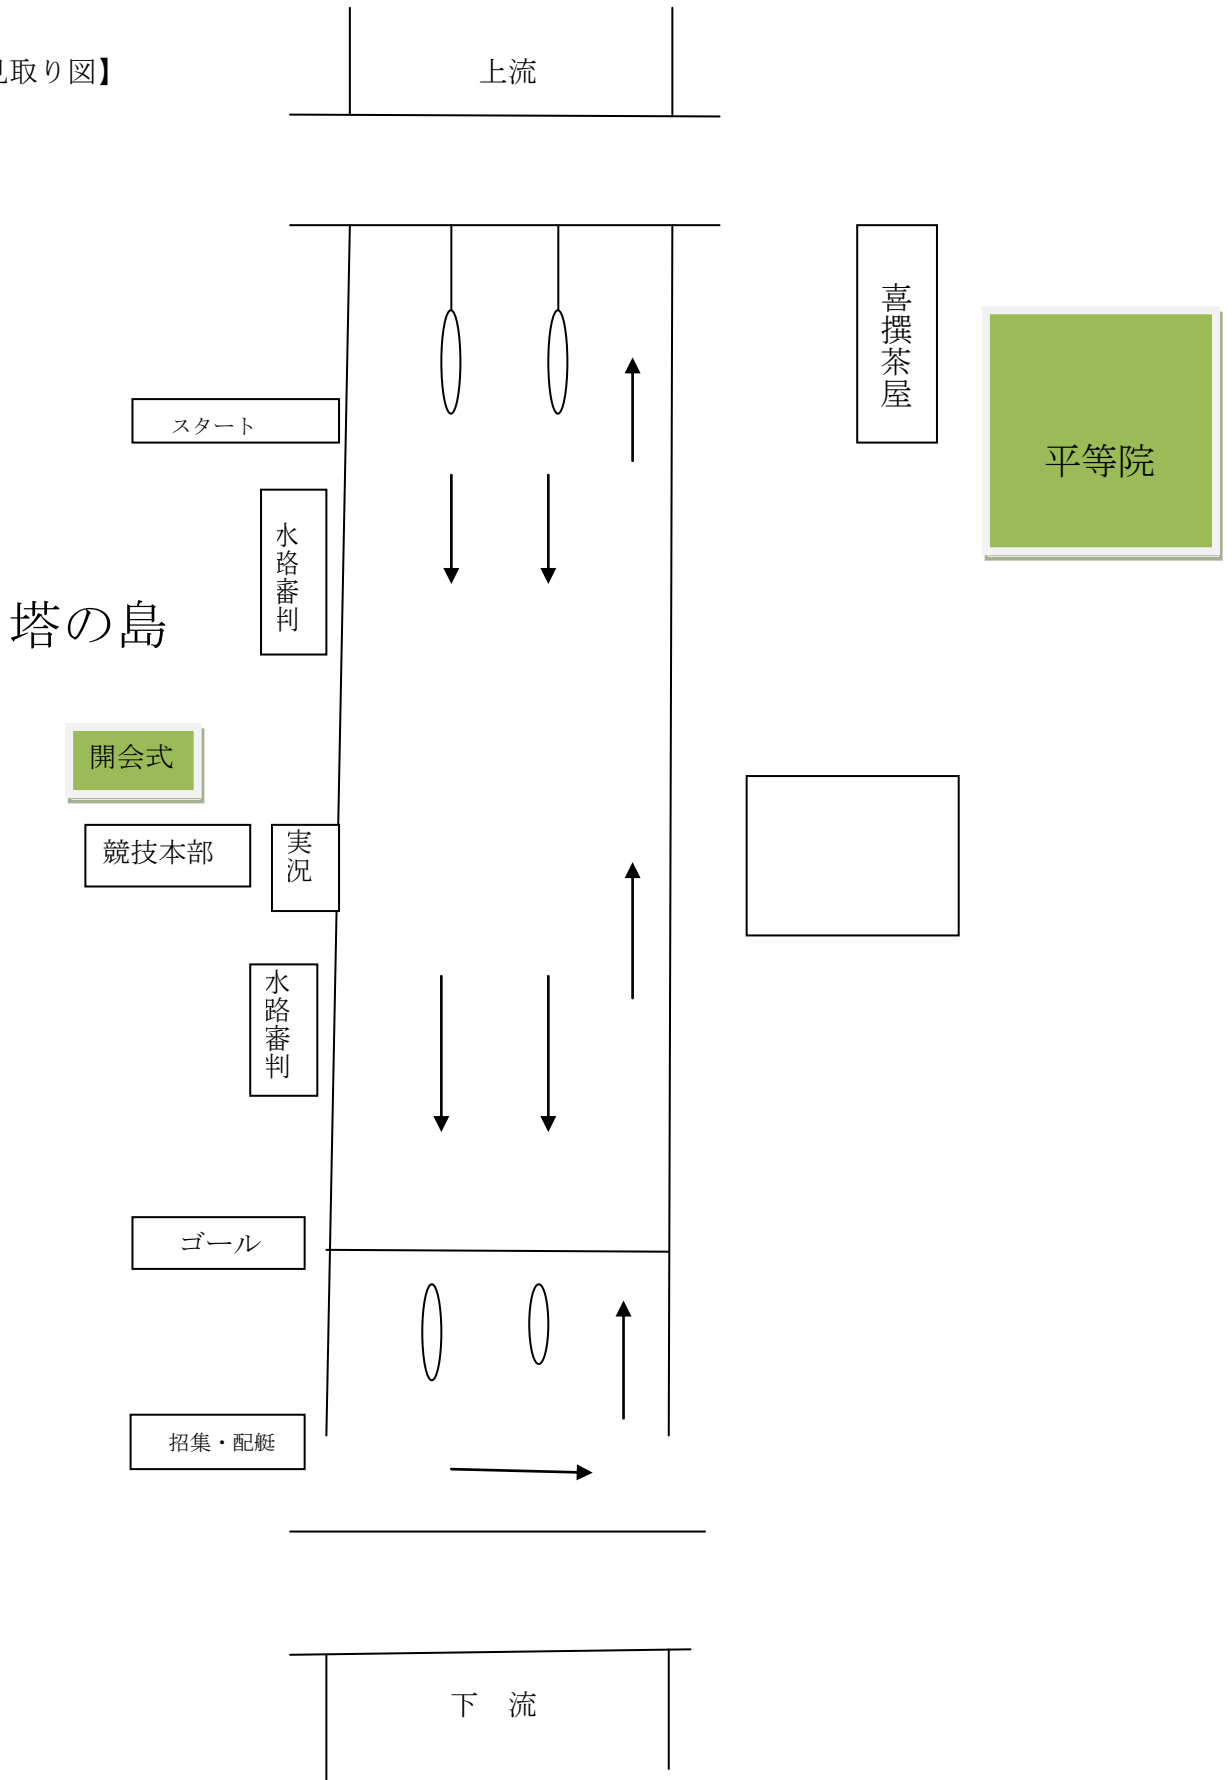 見取り図】
上流
喜撰茶屋
平等院
スタート
水路審判
塔の島
開会式
競技本部
実況
水路審判
ゴール
招集・配艇
下　流